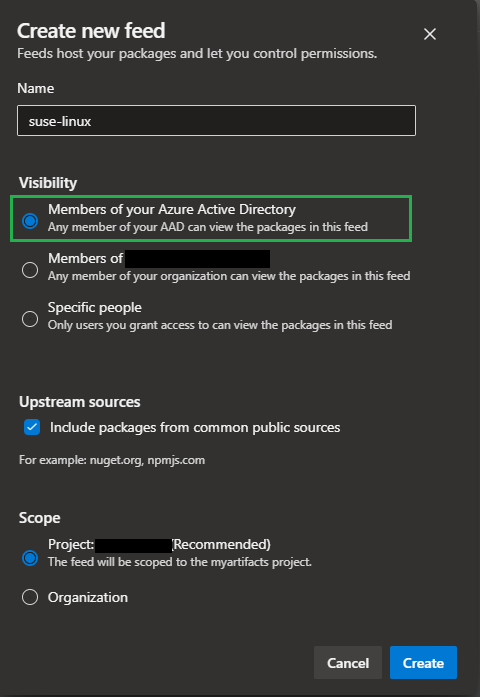 Create new feed
Feeds host your packages and let you control permissions.
Name
suse-linux
Visibility
Members of your Azure Active Directory
Any member of your AAD can view the packages in this feed
Members of
Any member of your organization can view the packages in this feed
Specific people
Only users you grant access to can view the packages in this feed
Upstream sources
Include packages from common public sources
For example: nuget.org, npmjs.com
Scope
Project: (Recommended)
The feed will be scoped to the myartifacts project.
Organization
Cancel Create